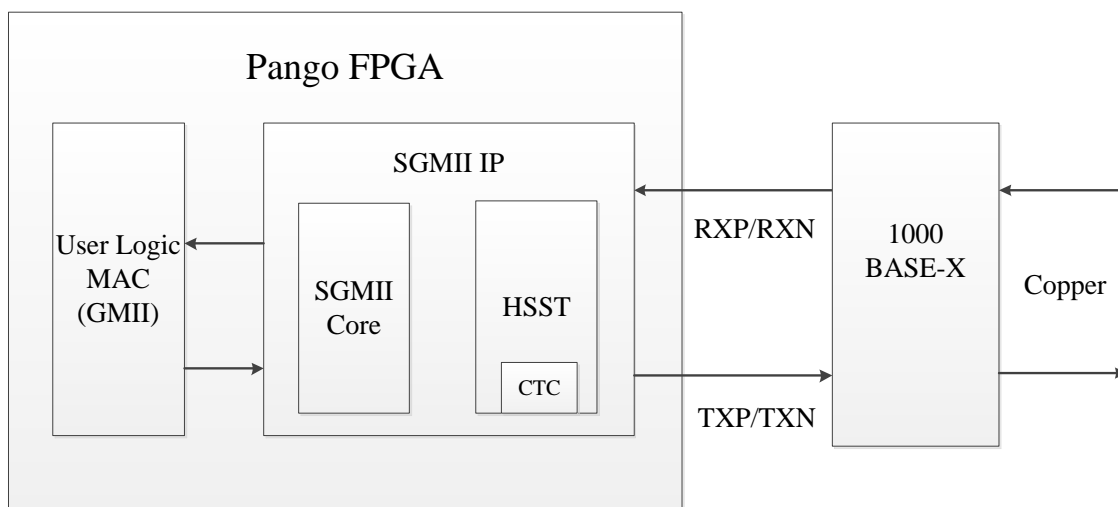 Pango FPGA
SGMII IP
User Logic
MAC
(GMII)
SGMII
Core
HSST
CTC
RXP/RXN
TXP/TXN
1000
BASE-X
Copper